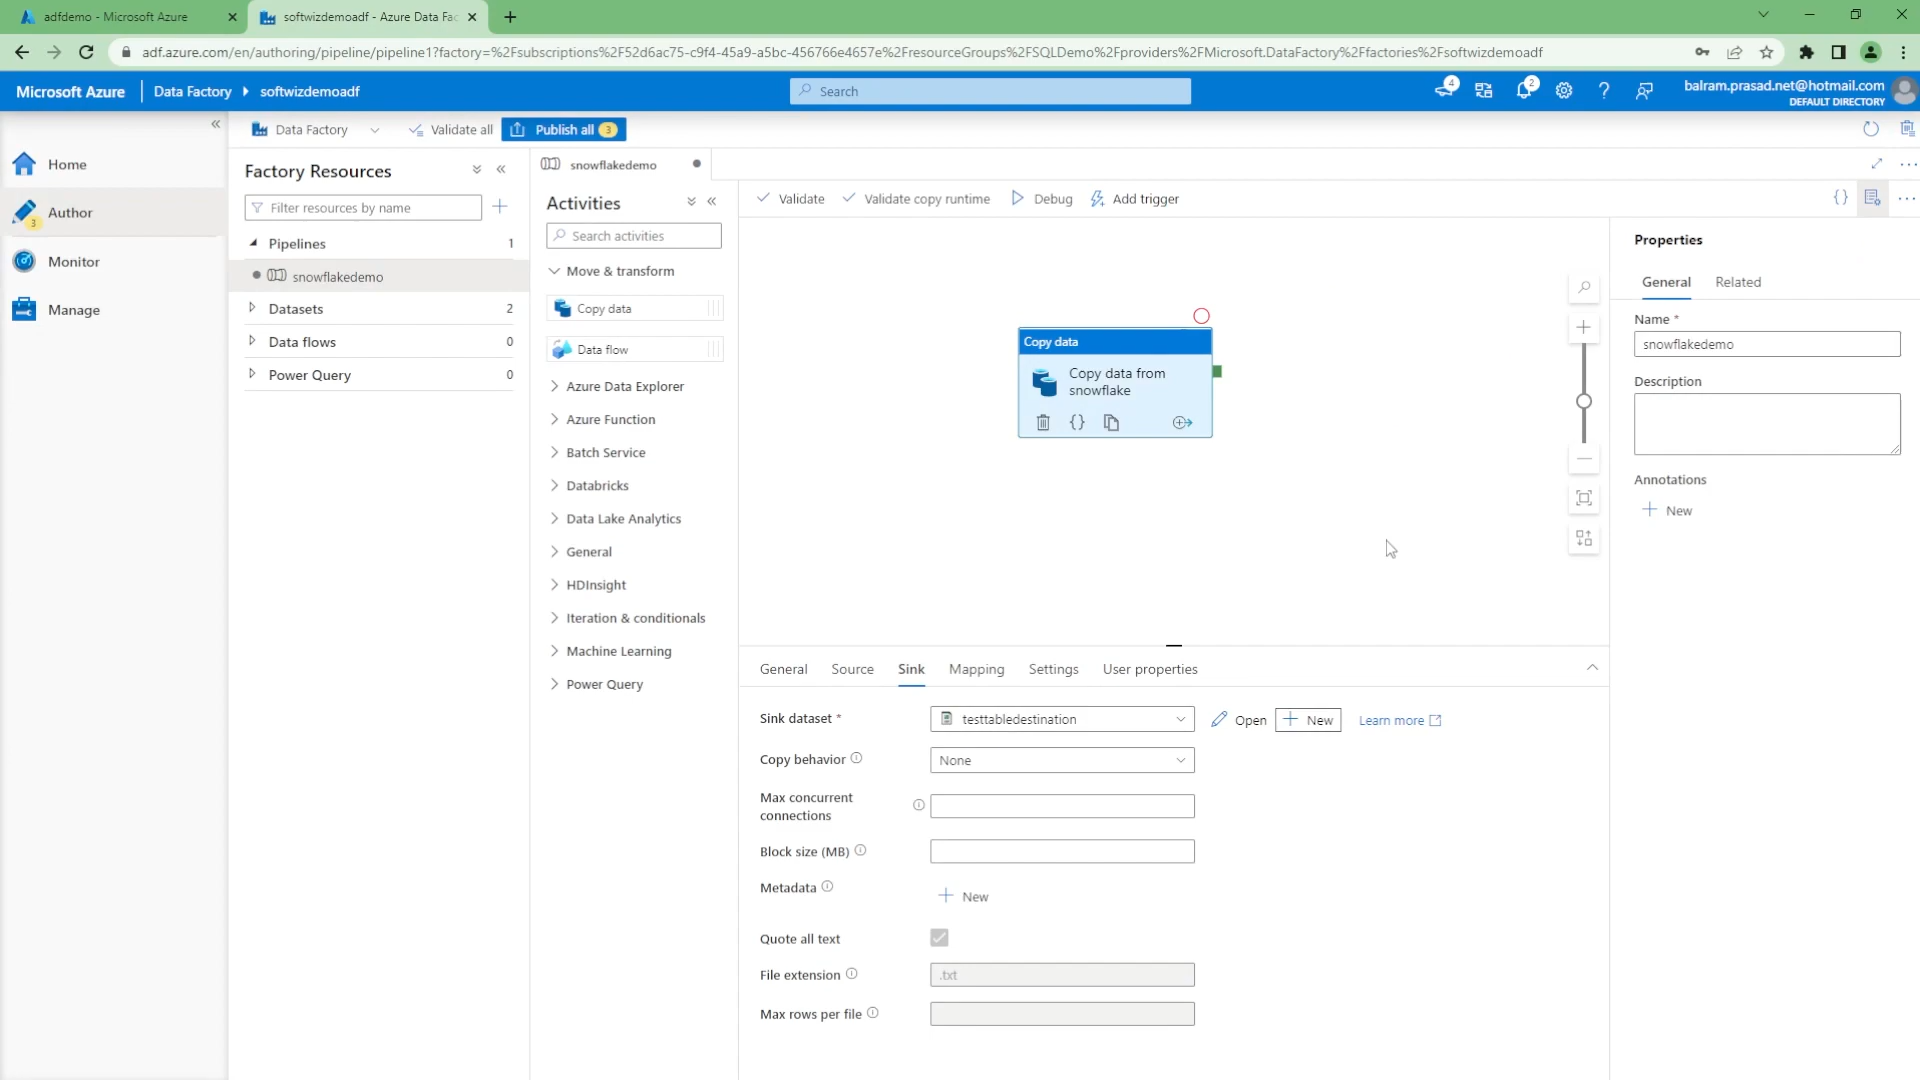 adfdemo - Microsoft Azure
softwizdemoadf - Azure Data Fac
adf.azure.com/en/authoring/pipeline/pipeline1?factory=%2Fsubscriptions%2F52d6ac75-c9f4-45a9-a5bc-456766e4657e%2FresourceGroups%2FSQLDemo%2Fproviders%2FMicrosoft.DataFactory%2Ffactories%2Fsoftwizdemoadf
Microsoft Azure
Data Factory
softwizdemoadf
Search
4
2
balram.prasad.net@hotmail.com
DEFAULT DIRECTORY
Home
Author
3
Monitor
Manage
Data Factory
Validate all
Publish all 3
Factory Resources
Filter resources by name
Pipelines 1
snowflakedemo
Datasets 2
Data flows 0
Power Query 0
snowflakedemo
Activities
Search activities
Move & transform
Copy data
Data flow
Azure Data Explorer
Azure Function
Batch Service
Databricks
Data Lake Analytics
General
HDInsight
Iteration & conditionals
Machine Learning
Power Query
Validate
Validate copy runtime
Debug
Add trigger
Copy data
Copy data from
snowflake
General
Source
Sink
Mapping
Settings
User properties
Sink dataset *
testtabledestination
Open
New
Learn more
Copy behavior
None
Max concurrent
connections
Block size (MB)
Metadata
New
Quote all text
File extension
.txt
Max rows per file
Properties
General
Related
Name *
snowflakedemo
Description
Annotations
New